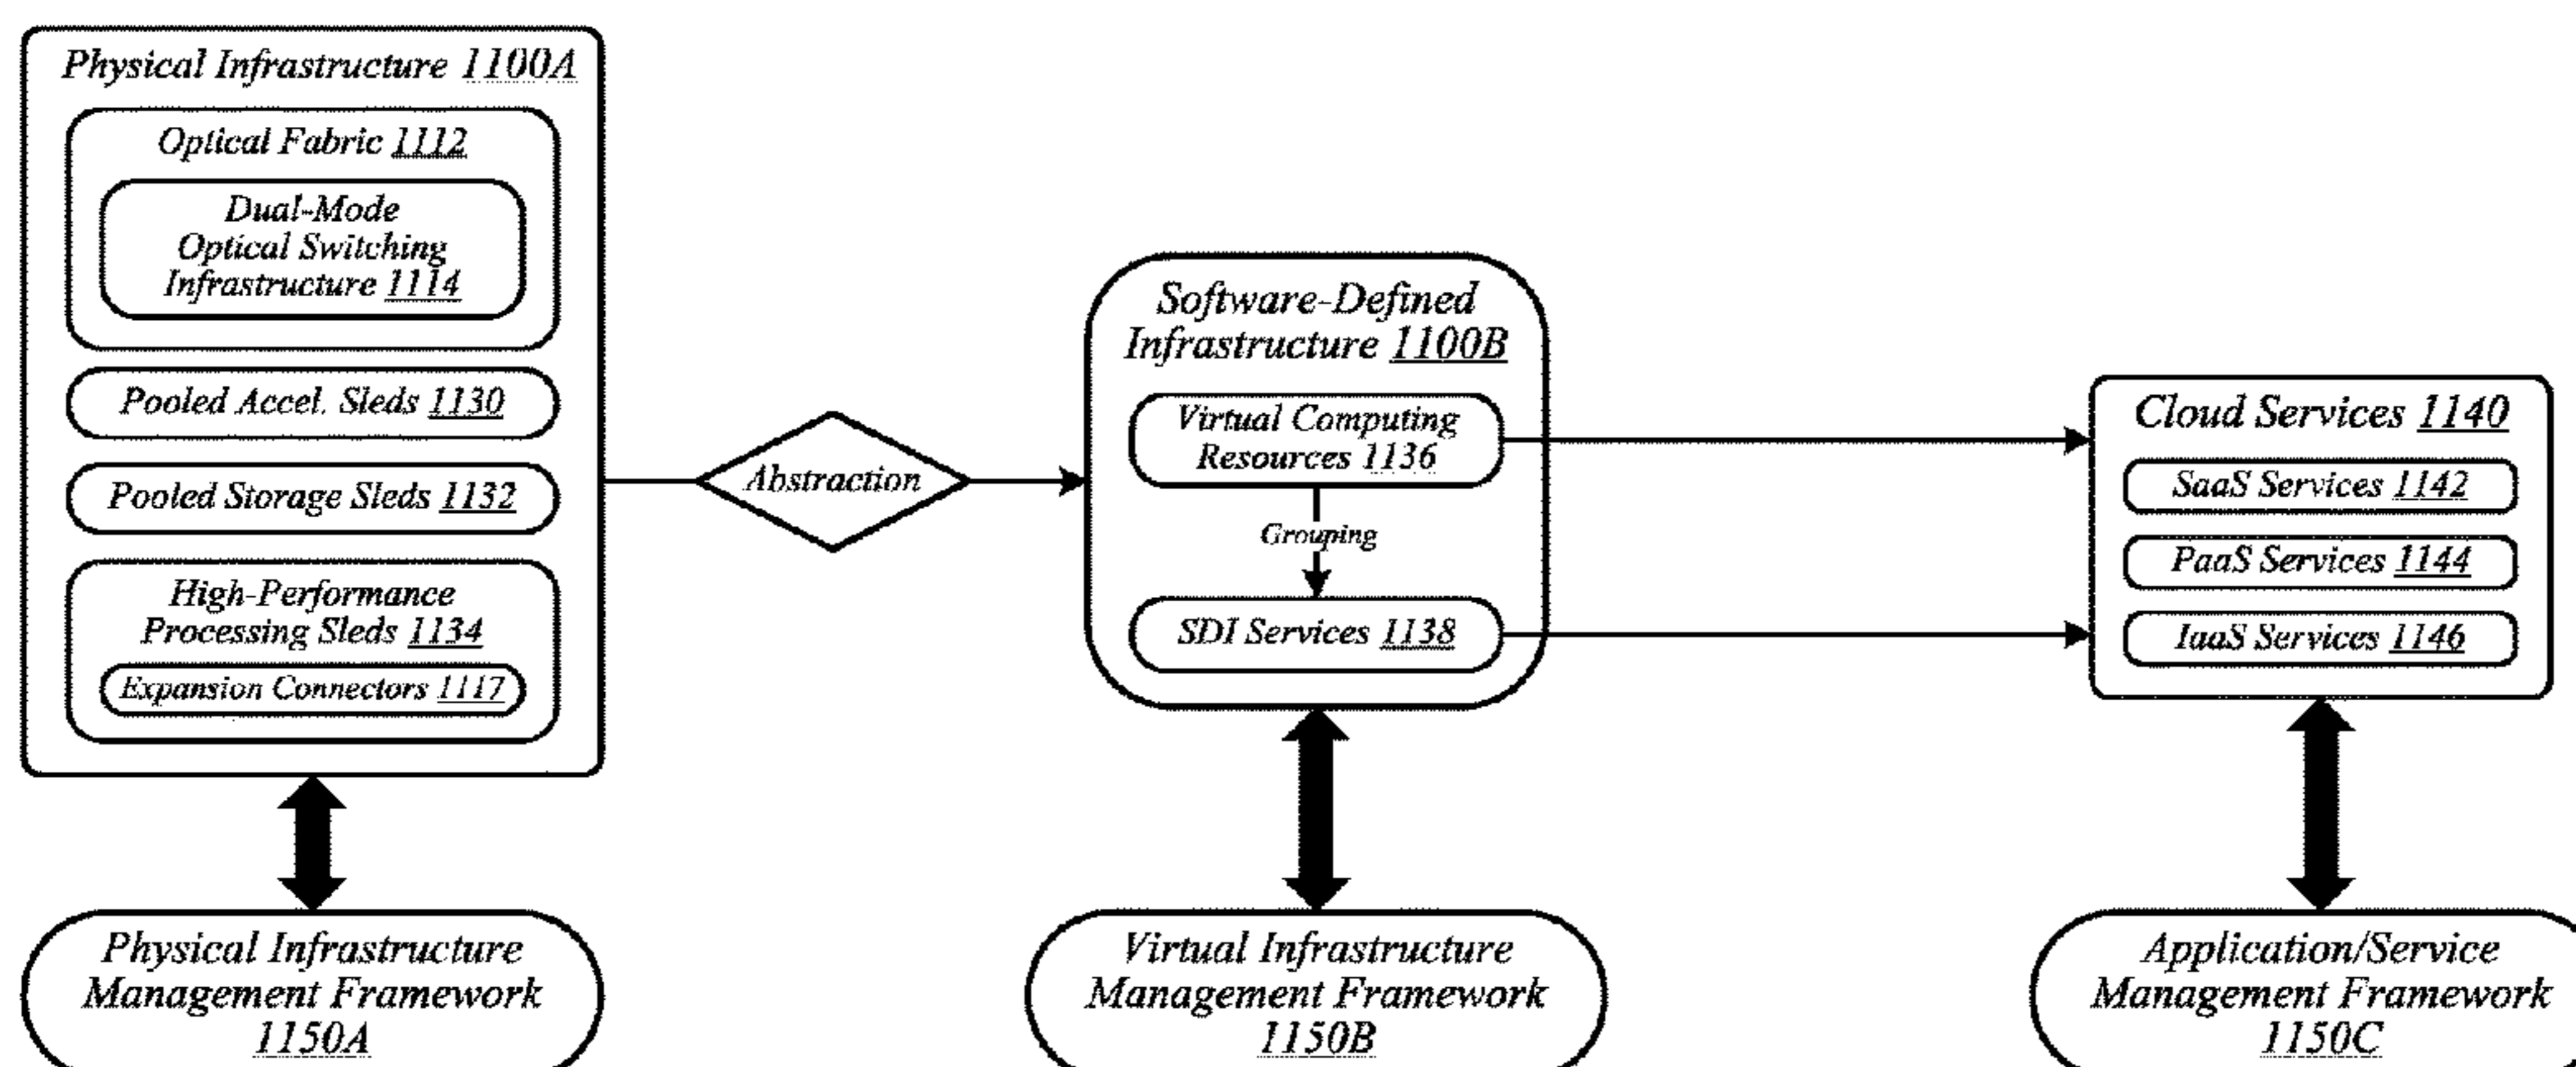 Physical Infrastructure 1100A
Optical Fabric 1112
Dual-Mode
Optical Switching
Infrastructure 1114
Pooled Accel. Sleds 1130
Pooled Storage Sleds 1132
High-Performance
Processing Sleds 1134
Expansion Connectors 1117
Physical Infrastructure
Management Framework
1150A
Abstraction
Software-Defined
Infrastructure 1100B
Virtual Computing
Resources 1136
Grouping
SDI Services 1138
Virtual Infrastructure
Management Framework
1150B
Cloud Services 1140
SaaS Services 1142
PaaS Services 1144
IaaS Services 1146
Application/Service
Management Framework
1150C